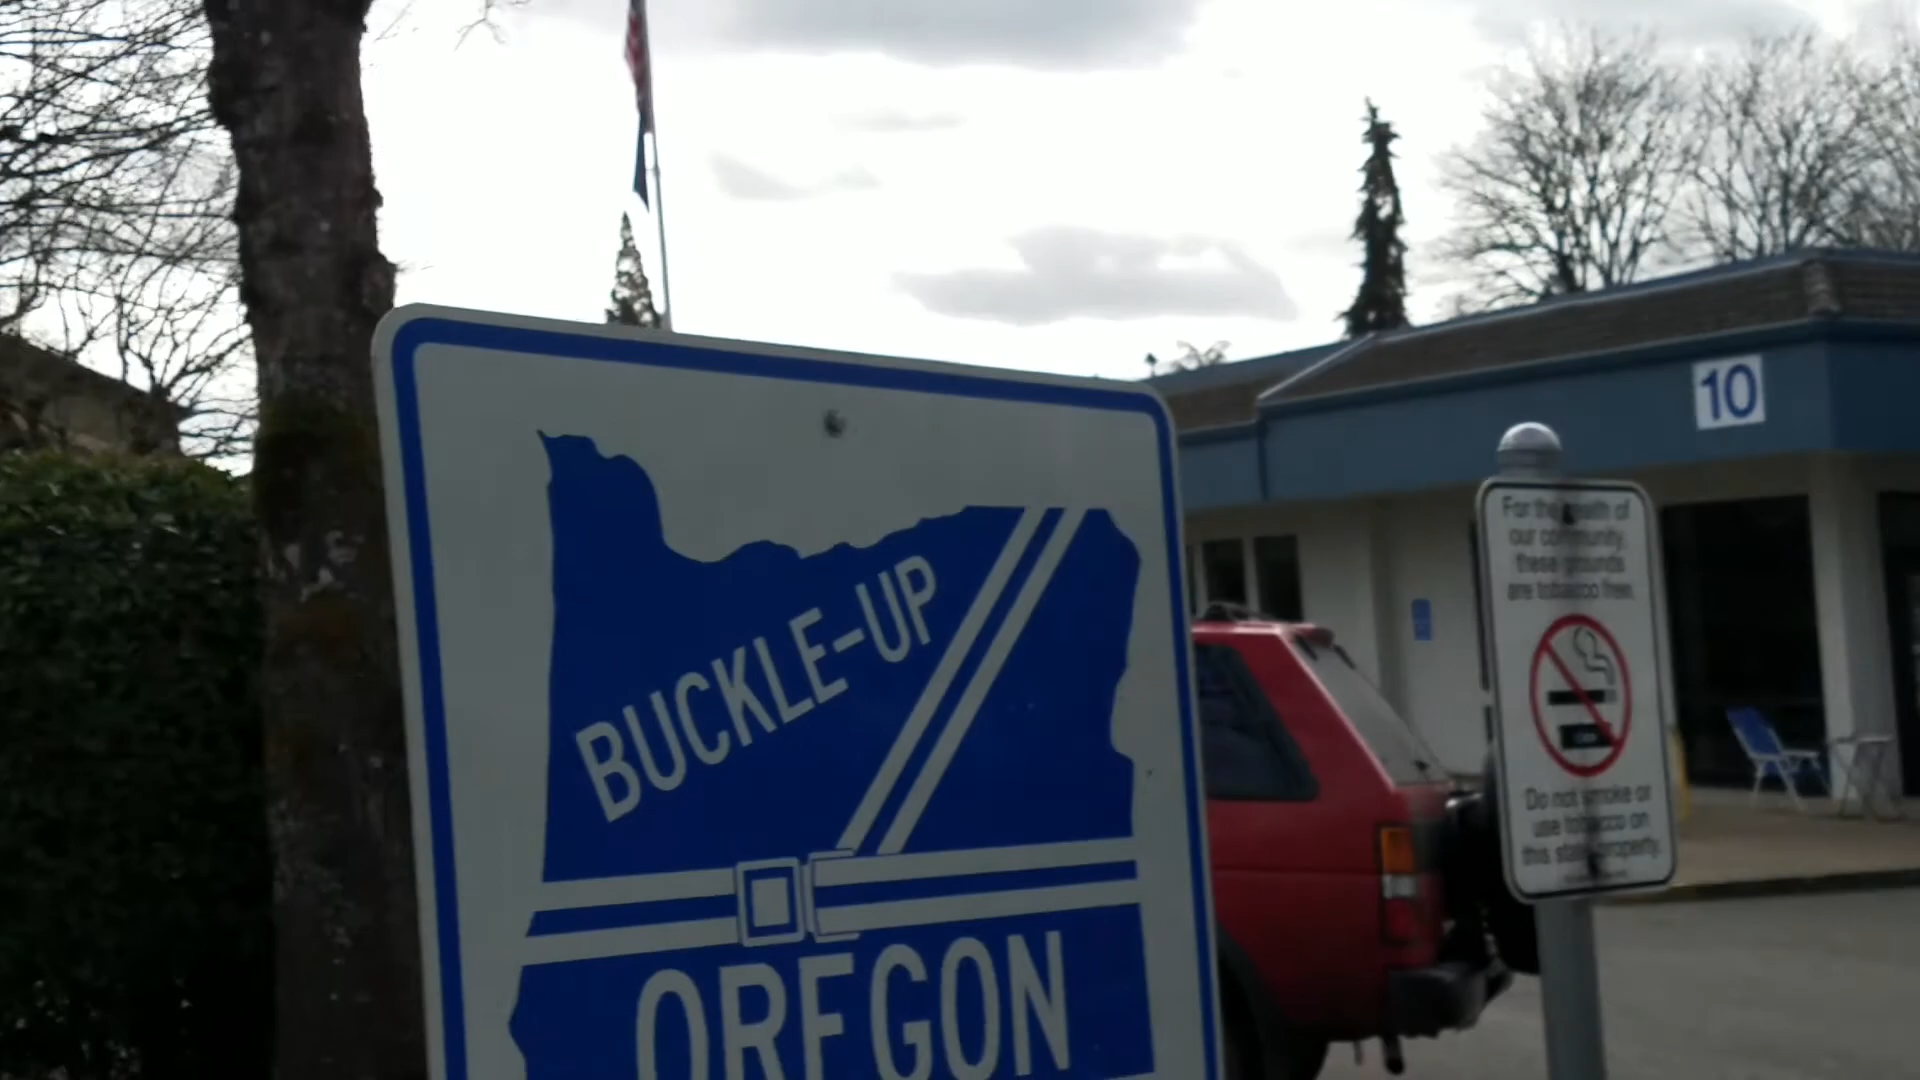 BUCKLE-UP
OREGON
10
For the health of
our community,
these grounds
are tobacco free.
Do not smoke or
use tobacco on
this state property.